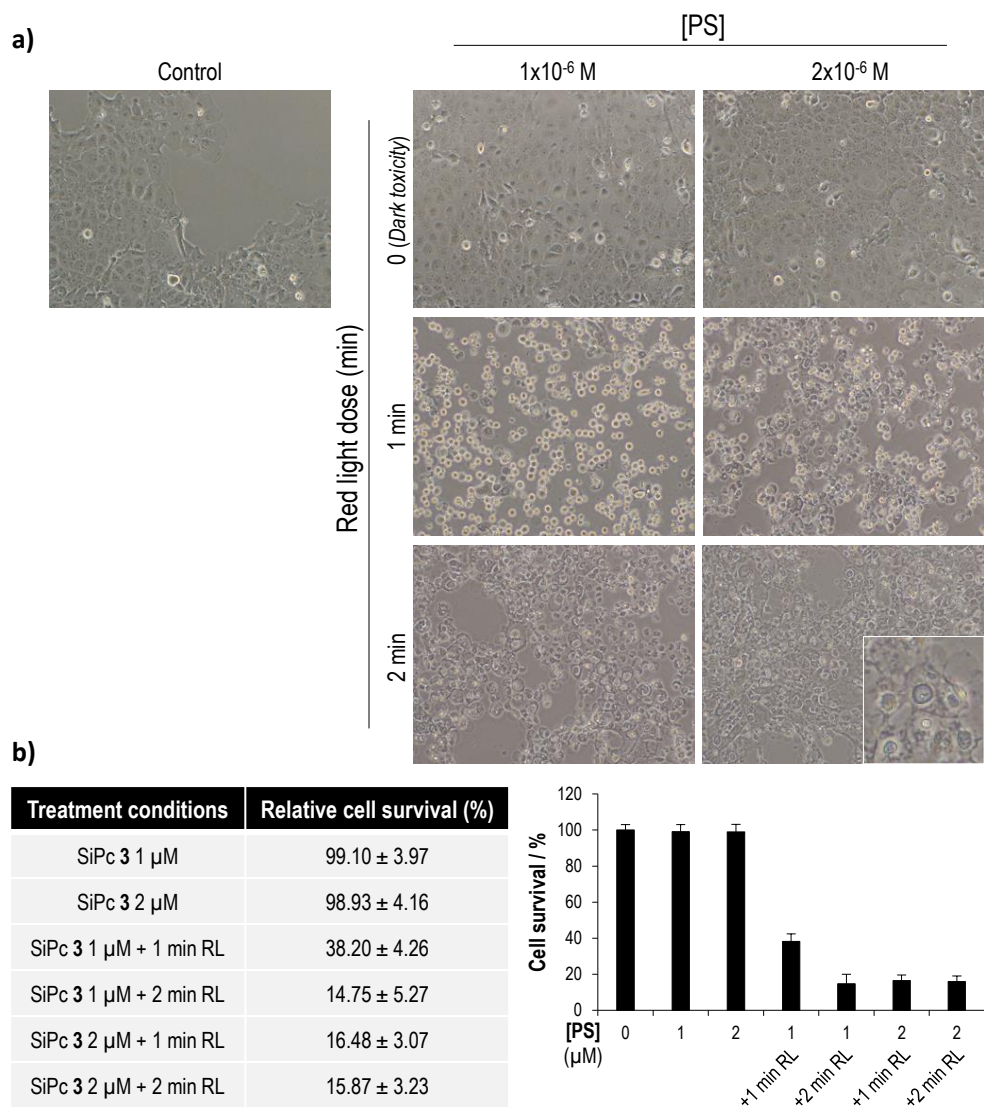 a)
[PS]
Control
1x10⁻⁶ M
2x10⁻⁶ M
Red light dose (min)
0 (Dark toxicity)
1 min
2 min
b)
Treatment conditions Relative cell survival (%)
SiPc 3 1 µM 99.10 ± 3.97
SiPc 3 2 µM 98.93 ± 4.16
SiPc 3 1 µM + 1 min RL 38.20 ± 4.26
SiPc 3 1 µM + 2 min RL 14.75 ± 5.27
SiPc 3 2 µM + 1 min RL 16.48 ± 3.07
SiPc 3 2 µM + 2 min RL 15.87 ± 3.23
Cell survival / %
120
100
80
60
40
20
0
[PS] 0 1 2 1 1 2 2
(µM) +1 min RL +2 min RL +1 min RL +2 min RL